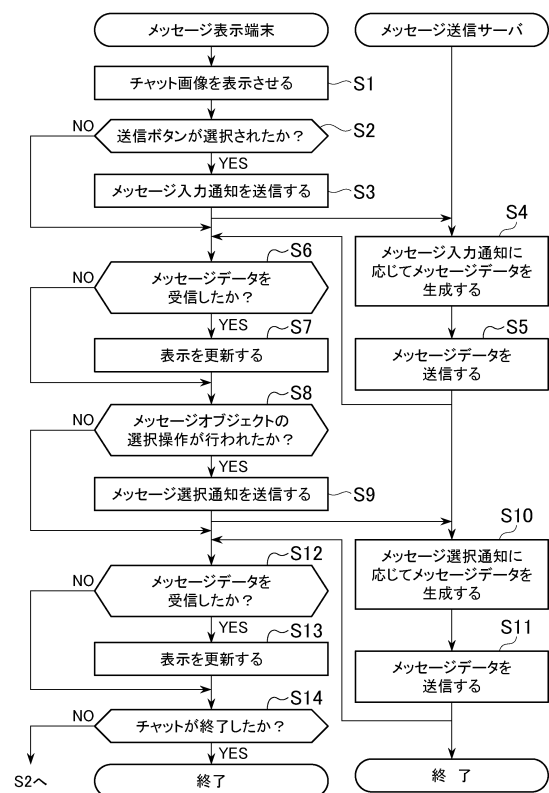 メッセージ表示端末
メッセージ送信サーバ
チャット画像を表示させる
S1
送信ボタンが選択されたか？
S2
NO
YES
メッセージ入力通知を送信する
S3
S4
メッセージ入力通知に
応じてメッセージデータを
生成する
S5
メッセージデータを
送信する
S6
NO
メッセージデータを
受信したか？
YES
S7
表示を更新する
S8
NO
メッセージオブジェクトの
選択操作が行われたか？
YES
メッセージ選択通知を送信する
S9
S10
メッセージ選択通知に
応じてメッセージデータを
生成する
S11
メッセージデータを
送信する
S12
NO
メッセージデータを
受信したか？
YES
S13
表示を更新する
S14
NO
チャットが終了したか？
YES
S2へ
終了
終 了